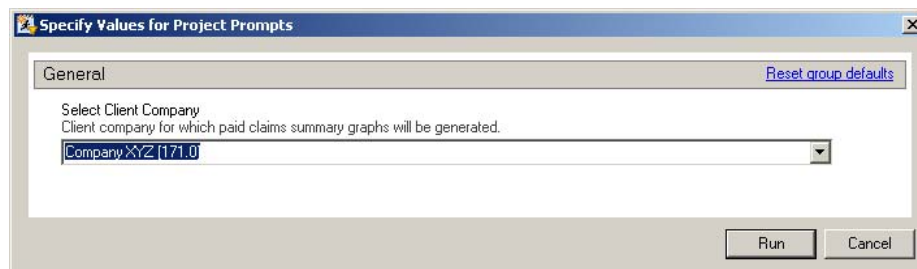 Specify Values for Project Prompts
General
Reset group defaults
Select Client Company
Client company for which paid claims summary graphs will be generated.
Company XYZ [171.0]
Run
Cancel